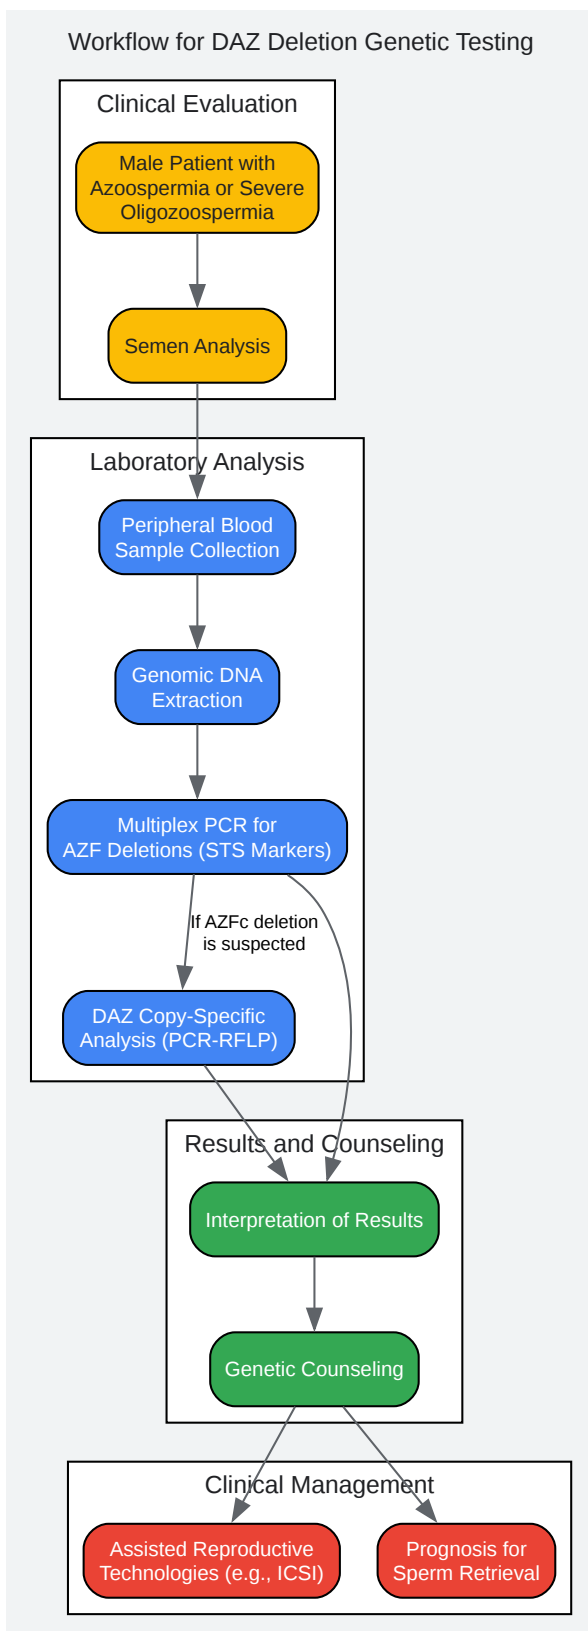 Workflow for DAZ Deletion Genetic Testing
Clinical Evaluation
Male Patient with
Azoospermia or Severe
Oligozoospermia
Semen Analysis
Laboratory Analysis
Peripheral Blood
Sample Collection
Genomic DNA
Extraction
Multiplex PCR for
AZF Deletions (STS Markers)
If AZFc deletion
is suspected
DAZ Copy-Specific
Analysis (PCR-RFLP)
Results and Counseling
Interpretation of Results
Genetic Counseling
Clinical Management
Assisted Reproductive
Technologies (e.g., ICSI)
Prognosis for
Sperm Retrieval